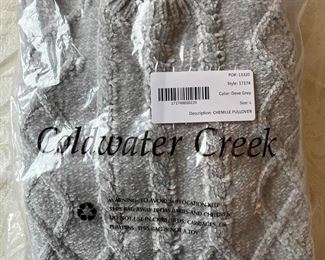 PO#: 13320
Style: 17174
Color: Dove Grey
Size: L
Description: CHENILLE PULLOVER
Coldwater Creek
WARNING: TO AVOID SUFFOCATION KEEP
THIS BAG AWAY FROM BABIES AND CHILDREN
DO NOT USE IN CRIBS, BEDS, CARRIAGES, OR
PLAYPENS. THIS BAG IS NOT A TOY